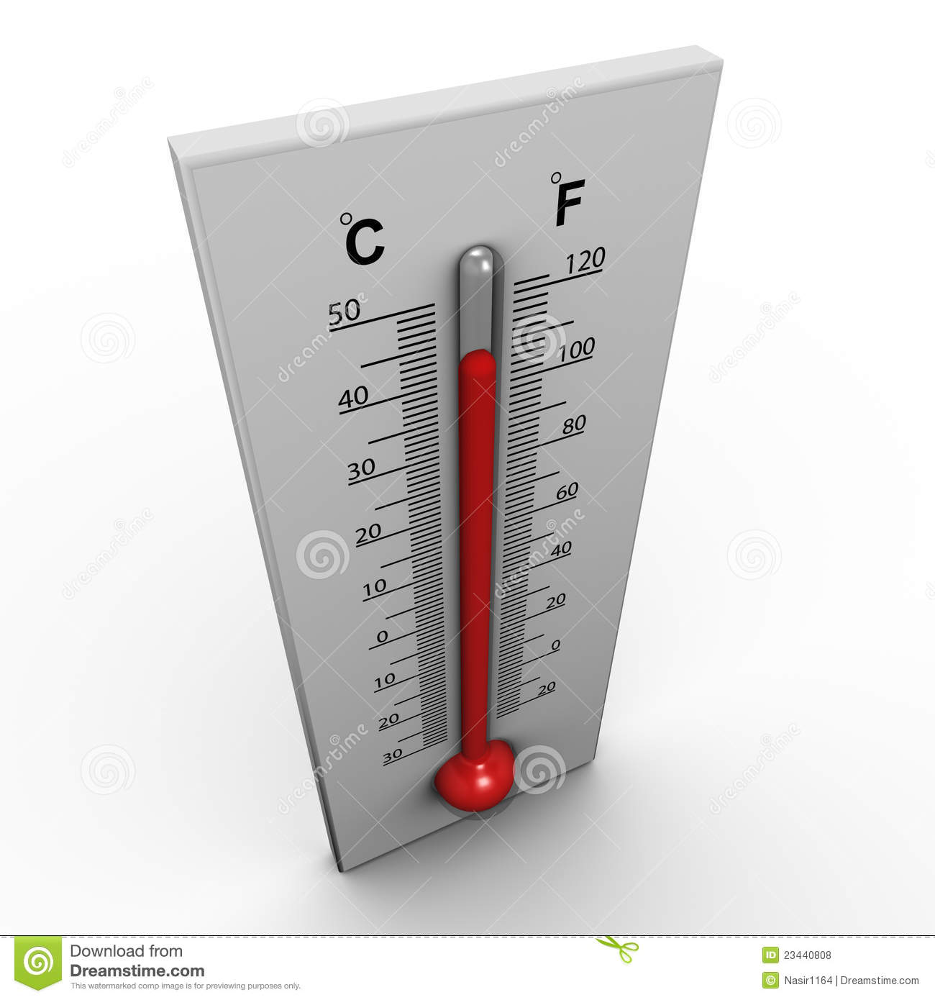 °C
°F
50
40
30
20
10
0
10
20
30
120
100
80
60
40
20
0
20
dreamstime
Download from
Dreamstime.com
This watermarked comp image is for previewing purposes only.
ID 23440808
© Nasir1164 | Dreamstime.com